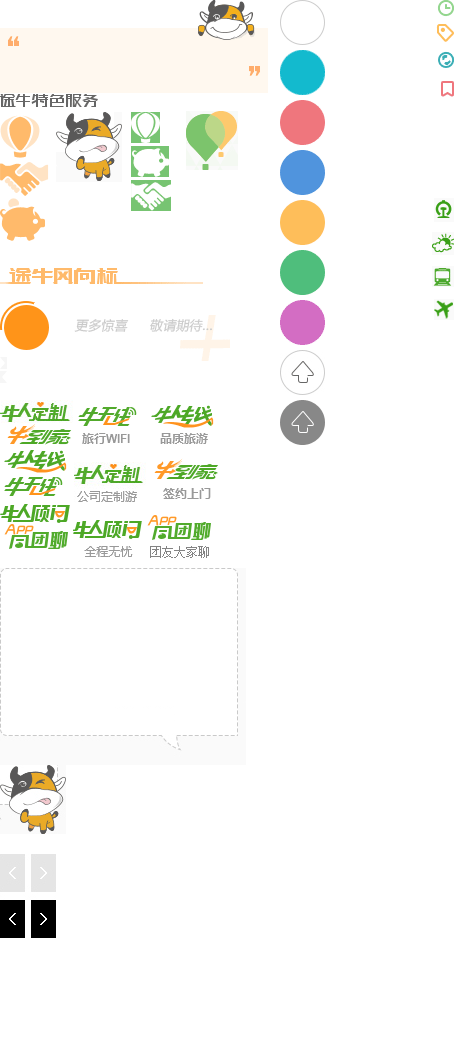 ❝
❞
途牛特色服务
途牛风向标
更多惊喜 敬请期待...
牛人定制
牛无线
牛人专线
牛到家
旅行WIFI
品质旅游
牛人专线
牛人定制
牛到家
牛无线
公司定制游
签约上门
牛人顾问
牛人顾问
APP 贰团聊
APP 贰团聊
全程无忧
团友大家聊